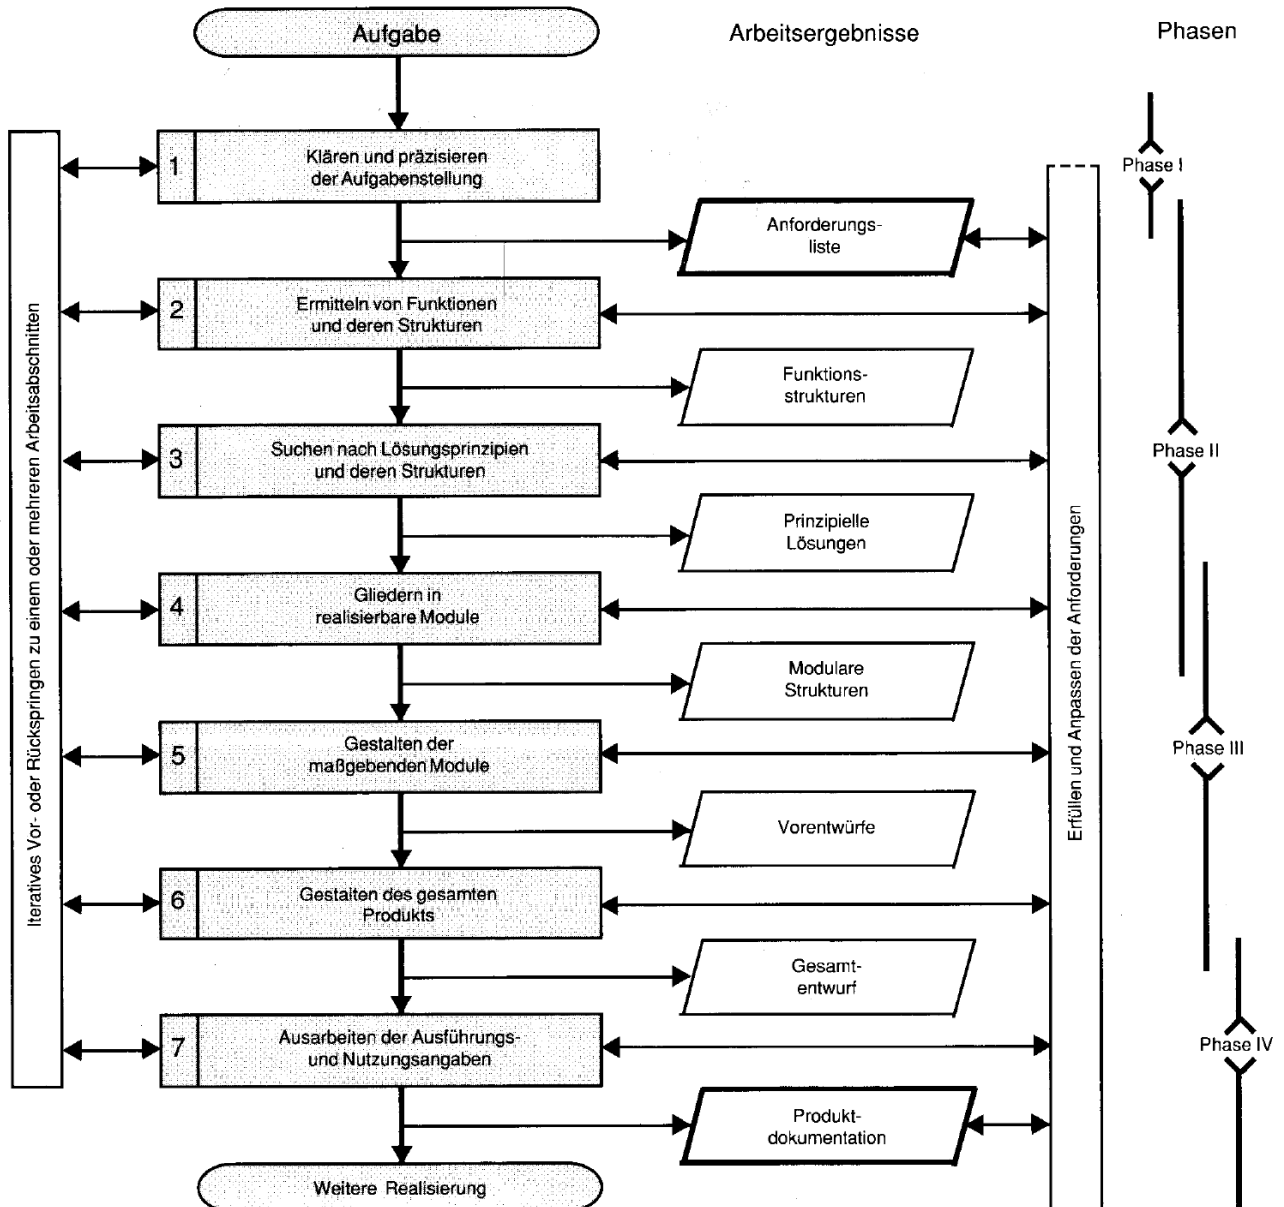 Aufgabe
Arbeitsergebnisse
Phasen
1
Klären und präzisieren
der Aufgabenstellung
Phase I
Anforderungs-
liste
2
Ermitteln von Funktionen
und deren Strukturen
Funktions-
strukturen
3
Suchen nach Lösungsprinzipien
und deren Strukturen
Phase II
Prinzipielle
Lösungen
4
Gliedern in
realisierbare Module
Modulare
Strukturen
5
Gestalten der
maßgebenden Module
Phase III
Vorentwürfe
6
Gestalten des gesamten
Produkts
Gesamt-
entwurf
7
Ausarbeiten der Ausführungs-
und Nutzungsangaben
Phase IV
Produkt-
dokumentation
Weitere Realisierung
Iteratives Vor- oder Rückspringen zu einem oder mehreren Arbeitsabschnitten
Erfüllen und Anpassen der Anforderungen